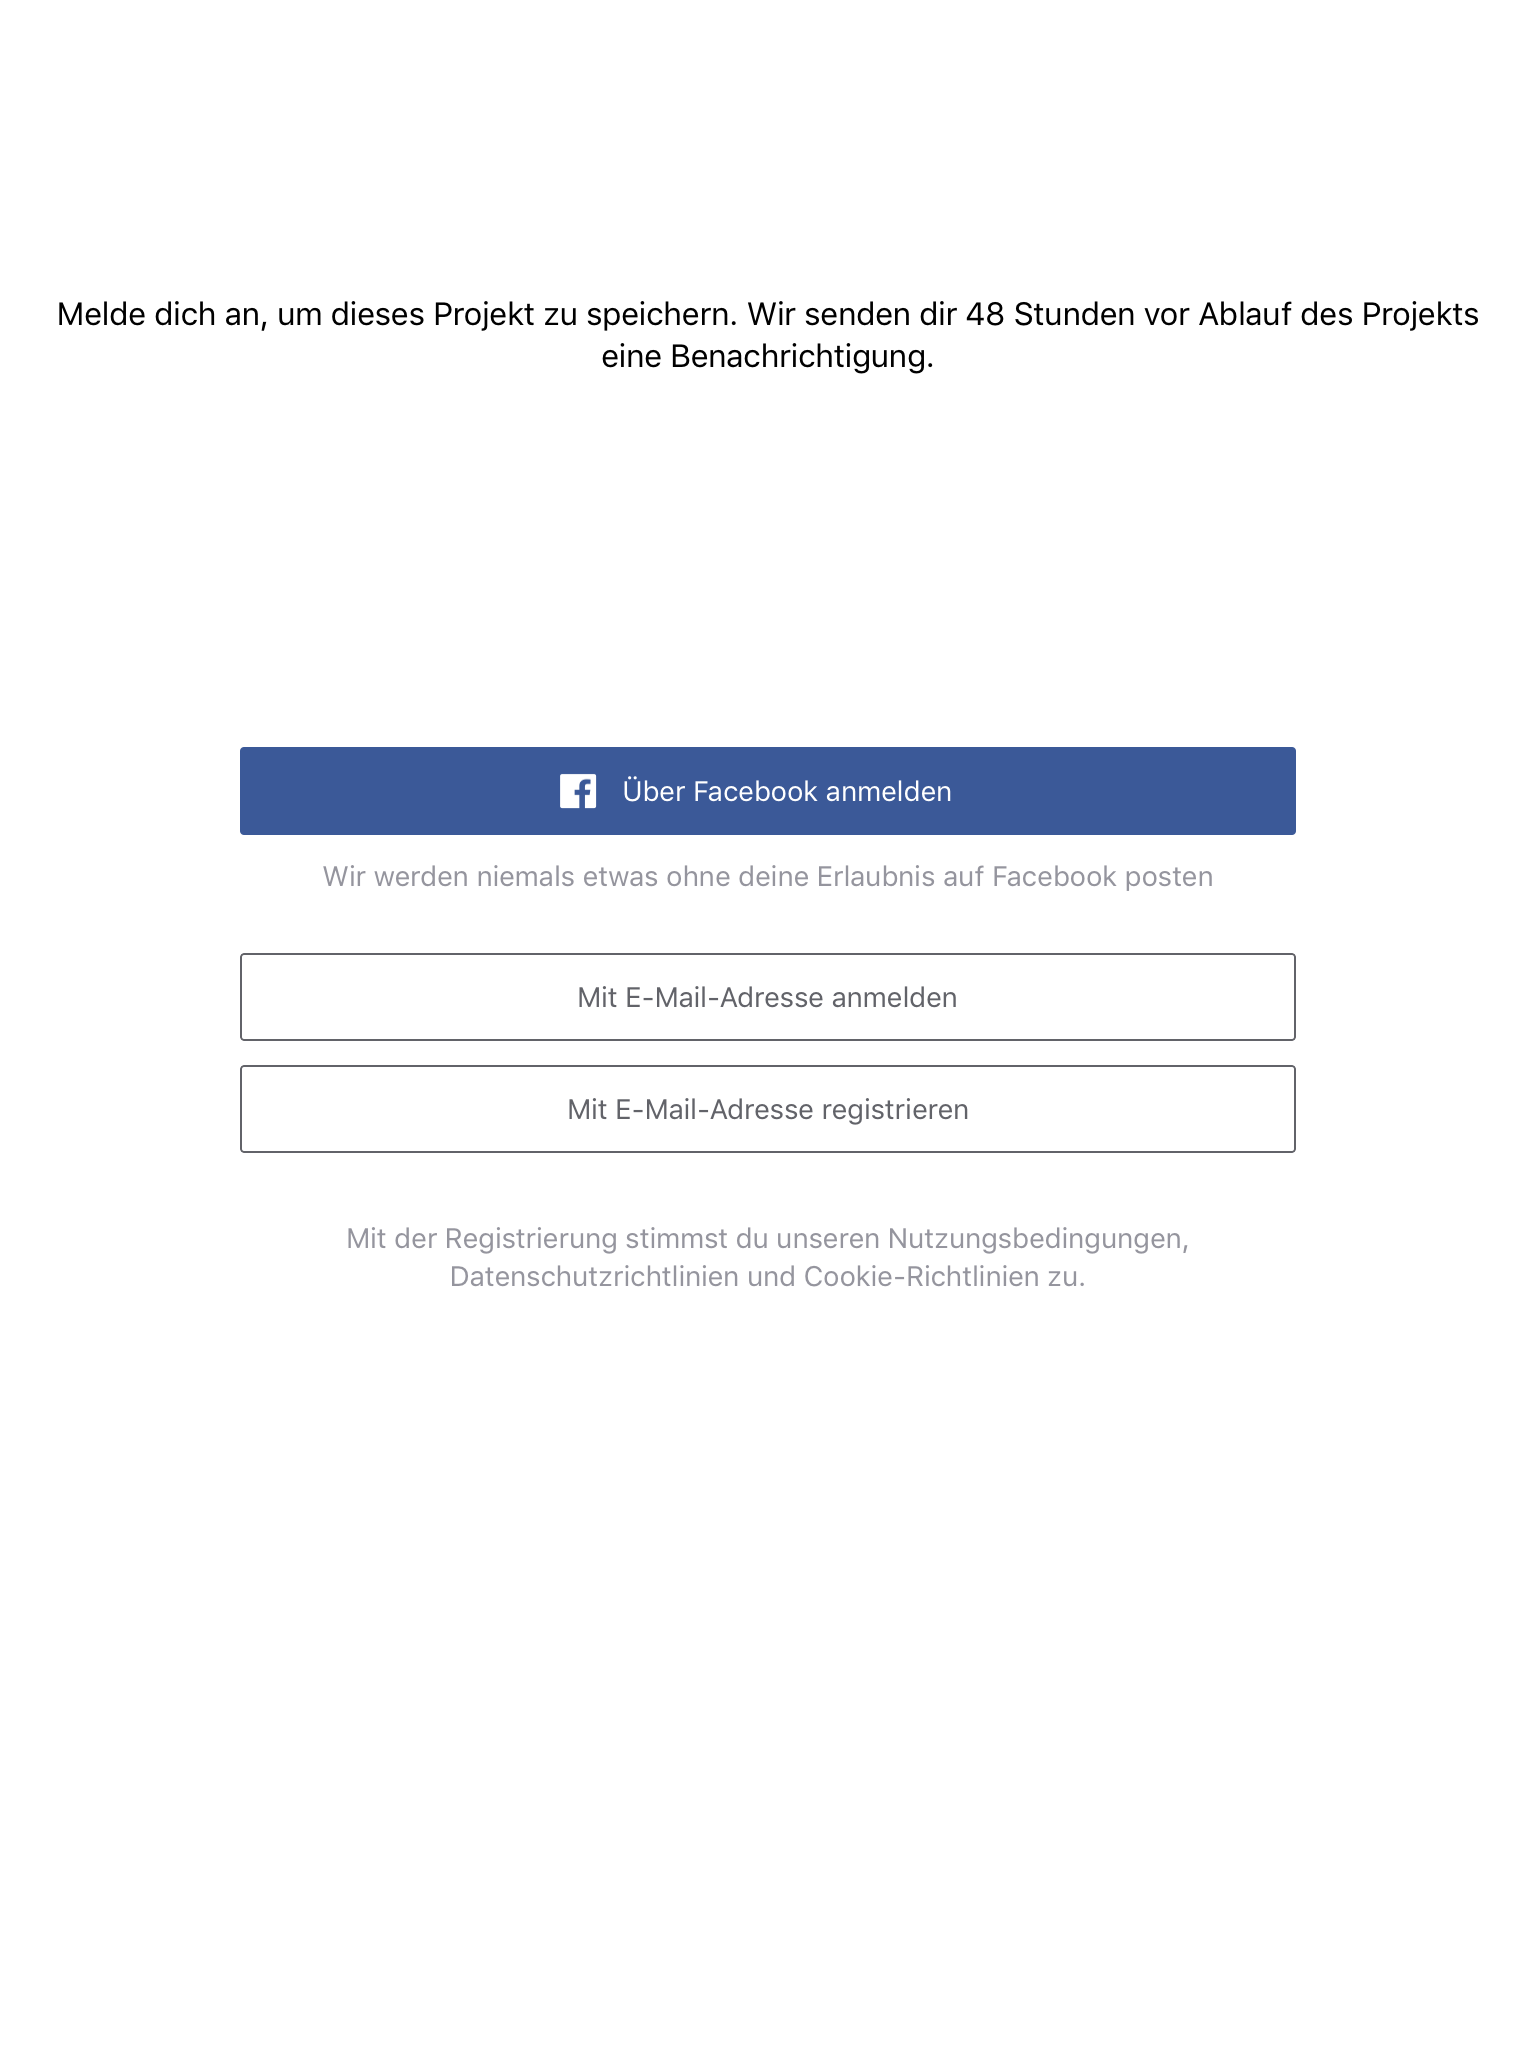 Melde dich an, um dieses Projekt zu speichern. Wir senden dir 48 Stunden vor Ablauf des Projekts
eine Benachrichtigung.
Über Facebook anmelden
Wir werden niemals etwas ohne deine Erlaubnis auf Facebook posten
Mit E-Mail-Adresse anmelden
Mit E-Mail-Adresse registrieren
Mit der Registrierung stimmst du unseren Nutzungsbedingungen,
Datenschutzrichtlinien und Cookie-Richtlinien zu.